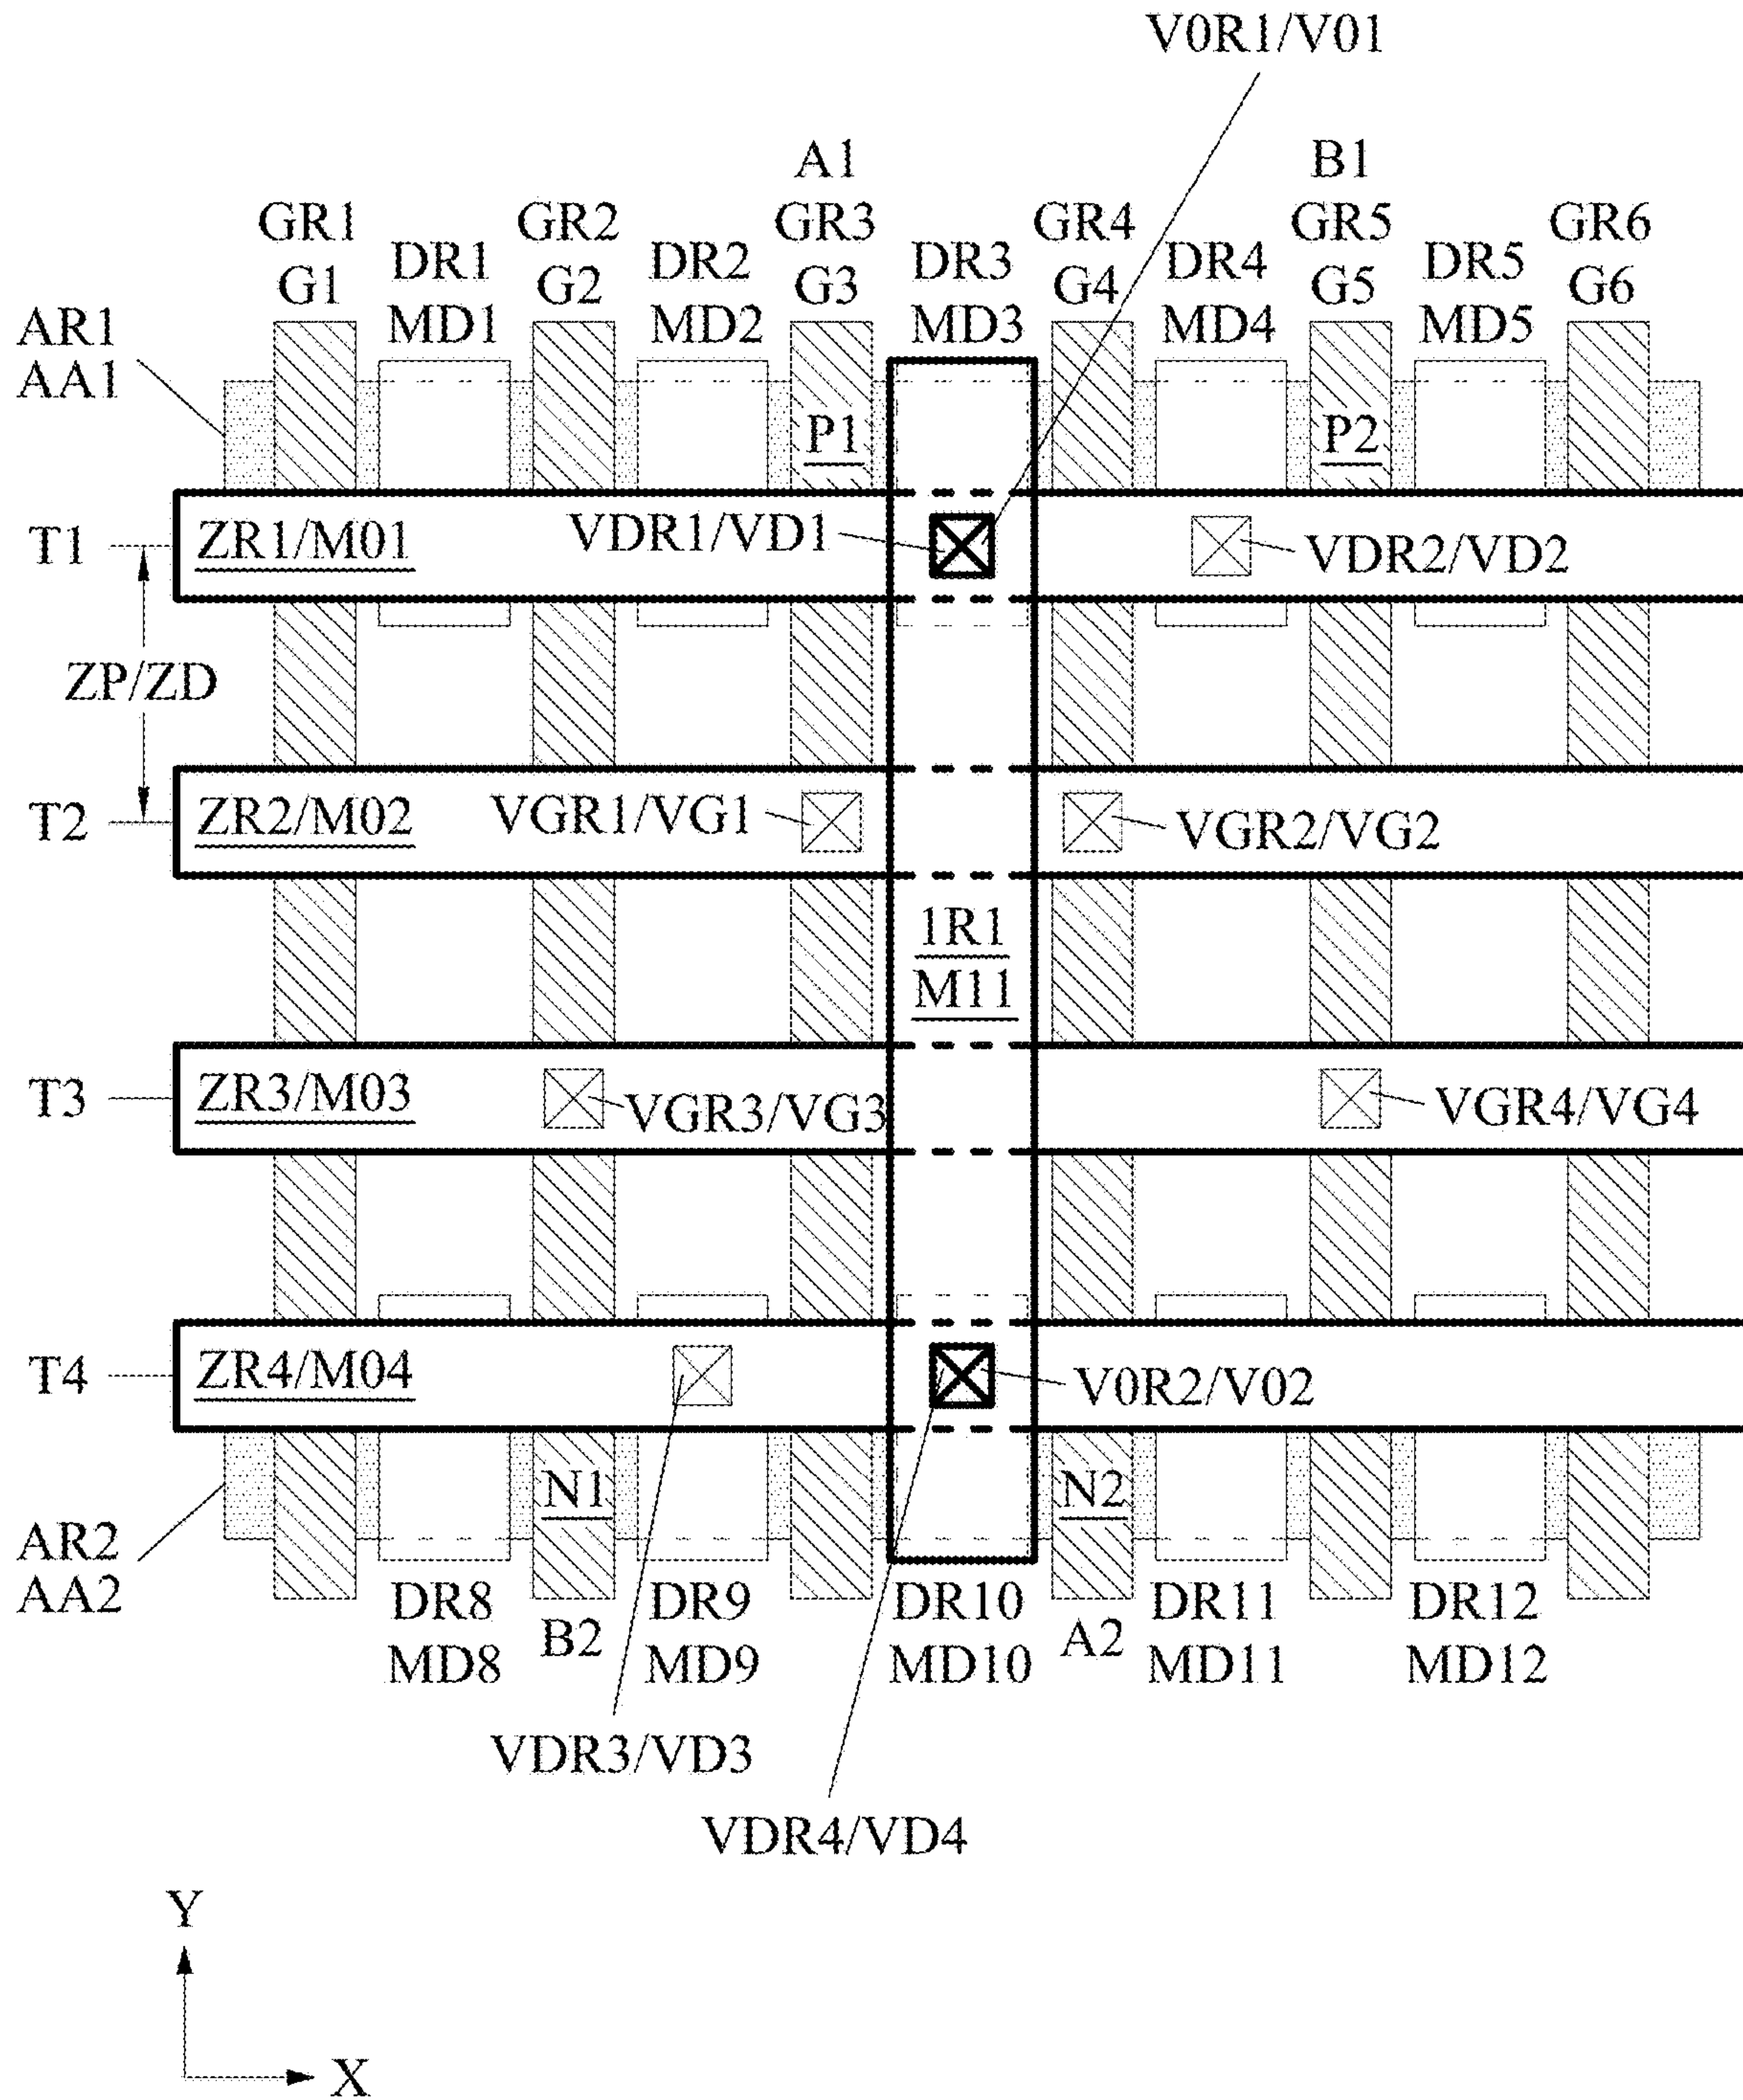 V0R1/V01
A1
B1
GR1
GR2
GR3
GR4
GR5
GR6
DR1
DR2
DR3
DR4
DR5
G1
G2
G3
G4
G5
G6
MD1
MD2
MD3
MD4
MD5
AR1
AA1
P1
P2
T1
ZR1/M01
VDR1/VD1
VDR2/VD2
ZP/ZD
T2
ZR2/M02
VGR1/VG1
VGR2/VG2
1R1
M11
T3
ZR3/M03
VGR3/VG3
VGR4/VG4
T4
ZR4/M04
V0R2/V02
N1
N2
AR2
AA2
DR8
DR9
DR10
DR11
DR12
B2
A2
MD8
MD9
MD10
MD11
MD12
VDR3/VD3
VDR4/VD4
Y
X